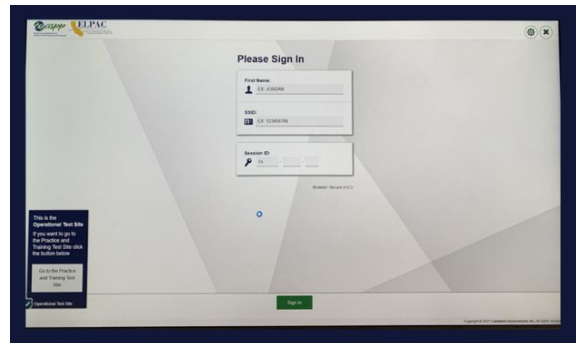 ELPAC
Please Sign In
First Name:
EX: JORDAN
SSID:
EX: 123456789
Session ID:
CA - -
Browser: Secure
This is the
Operational Test Site
If you want to go to
the Practice and
Training Test Site click
the button below
Go to the Practice
and Training Test
Site
Operational Test Site
Sign In